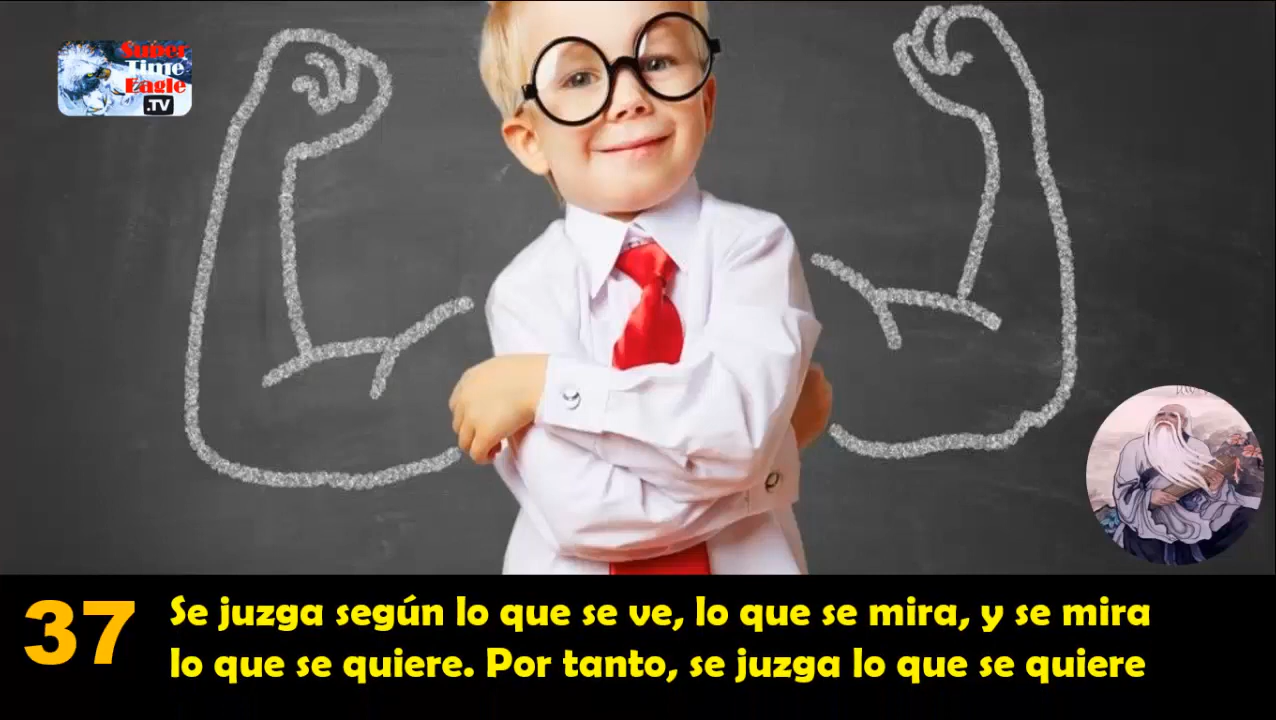 Super
Time
Eagle
.TV
37
Se juzga según lo que se ve, lo que se mira, y se mira
lo que se quiere. Por tanto, se juzga lo que se quiere